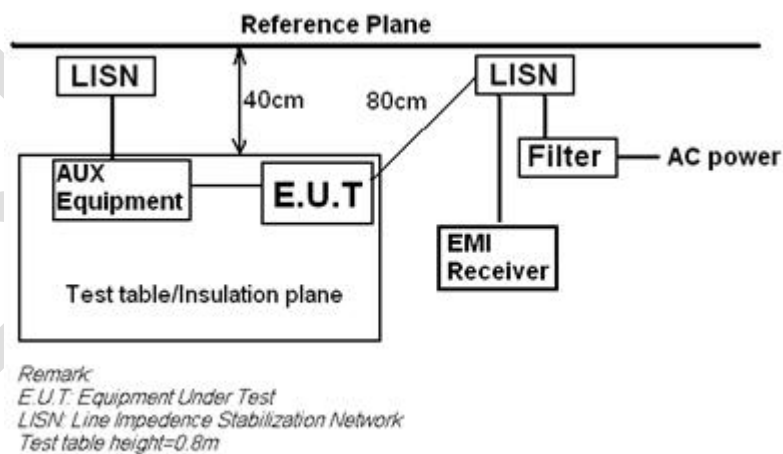 Reference Plane
LISN
LISN
40cm
80cm
Filter
AC power
AUX
Equipment
E.U.T
EMI
Receiver
Test table/Insulation plane
Remark
E.U.T: Equipment Under Test
LISN: Line Impedence Stabilization Network
Test table height=0.8m